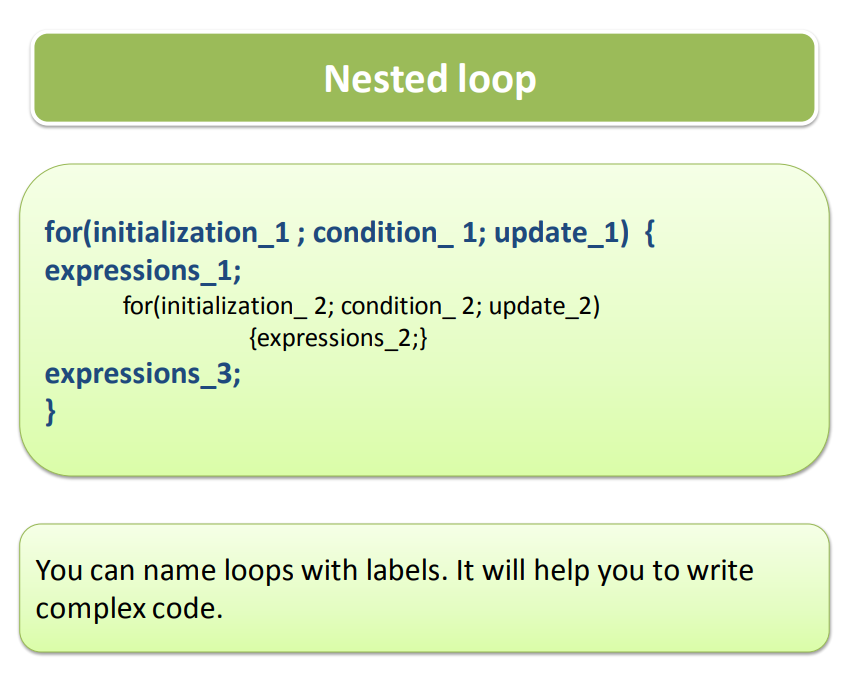 Nested loop
for(initialization_1 ; condition_ 1; update_1)  {
expressions_1;
for(initialization_ 2; condition_ 2; update_2)
{expressions_2;}
expressions_3;
}
You can name loops with labels. It will help you to write
complex code.